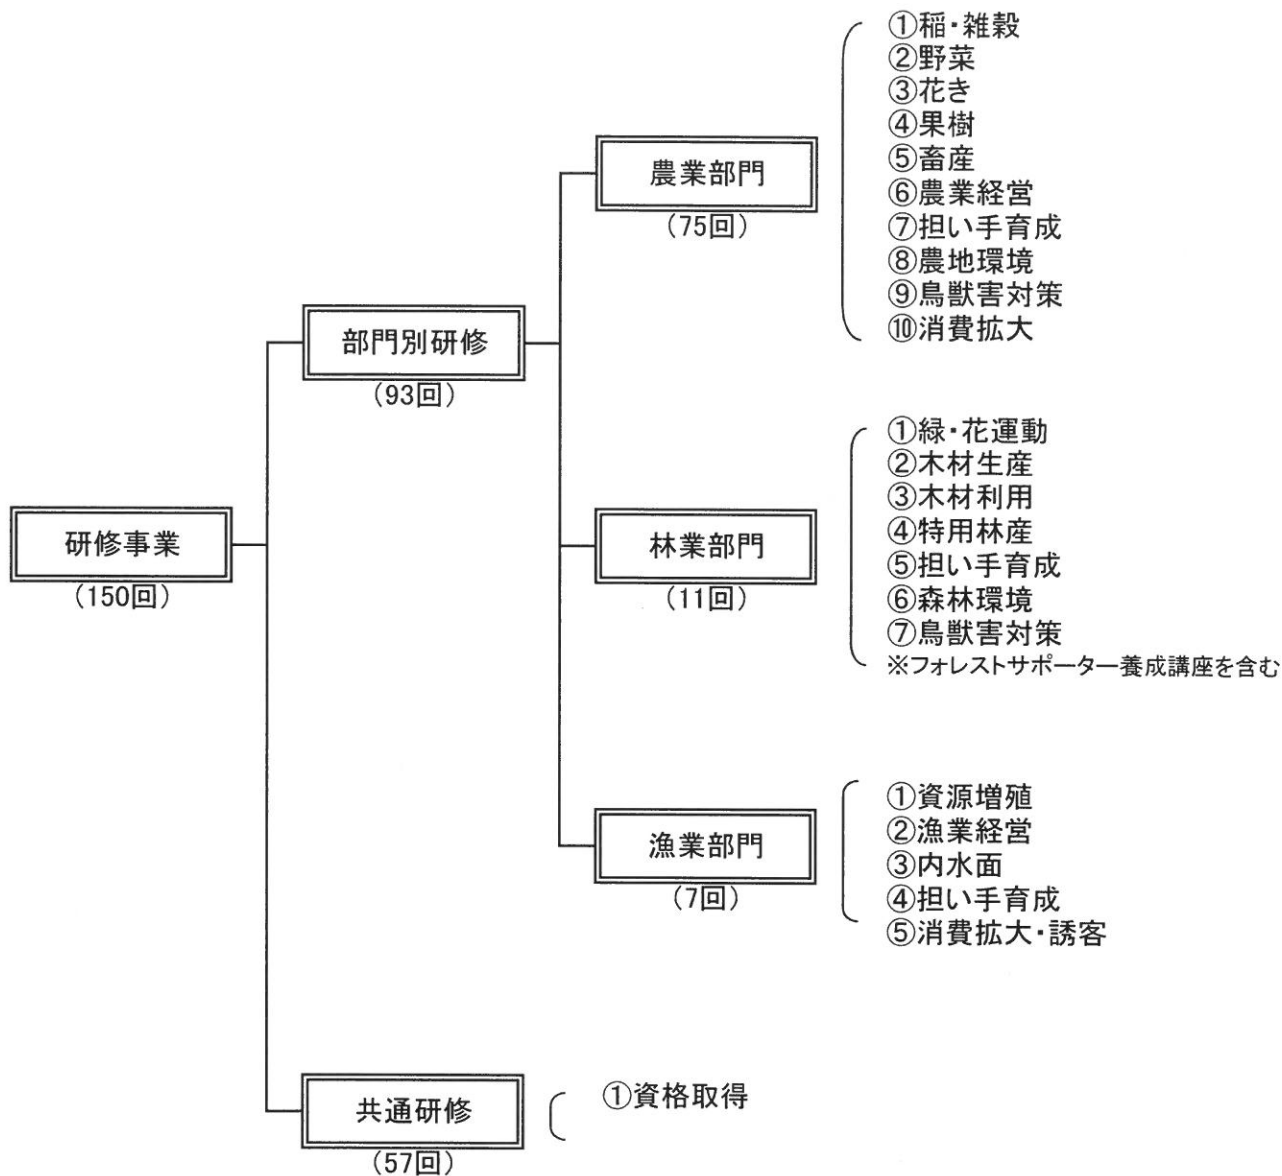 研修事業
(150回)
部門別研修
(93回)
農業部門
(75回)
①稲・雑穀
②野菜
③花き
④果樹
⑤畜産
⑥農業経営
⑦担い手育成
⑧農地環境
⑨鳥獣害対策
⑩消費拡大
林業部門
(11回)
①緑・花運動
②木材生産
③木材利用
④特用林産
⑤担い手育成
⑥森林環境
⑦鳥獣害対策
※フォレストサポーター養成講座を含む
漁業部門
(7回)
①資源増殖
②漁業経営
③内水面
④担い手育成
⑤消費拡大・誘客
共通研修
(57回)
①資格取得